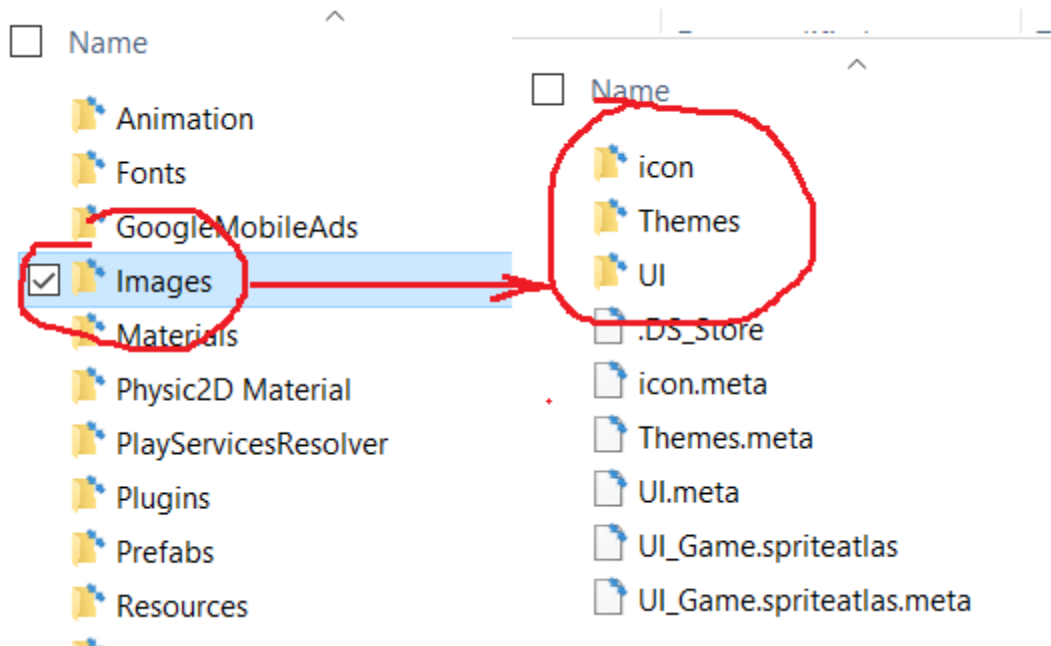 Name
Animation
Fonts
GoogleMobileAds
Images
Materials
Physic2D Material
PlayServicesResolver
Plugins
Prefabs
Resources
Name
icon
Themes
UI
.DS_Store
icon.meta
Themes.meta
UI.meta
UI_Game.spriteatlas
UI_Game.spriteatlas.meta